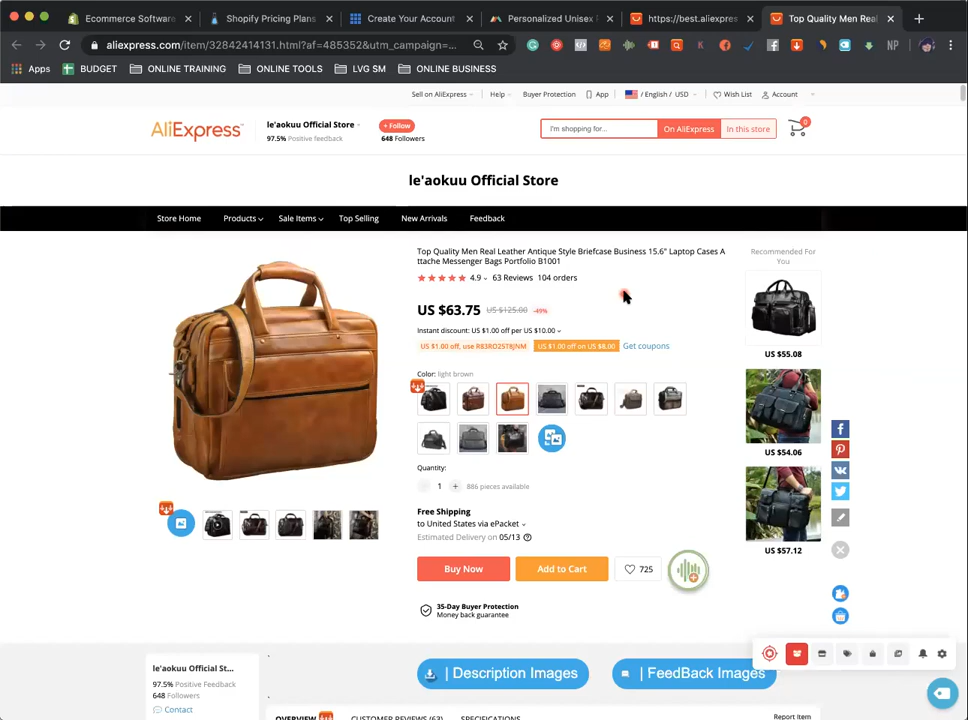 Ecommerce Software
Shopify Pricing Plans
Create Your Account
Personalized Unisex
https://best.aliexpres
Top Quality Men Real
aliexpress.com/item/32842414131.html?af=485352&utm_campaign=...
NP
Apps
BUDGET
ONLINE TRAINING
ONLINE TOOLS
LVG SM
ONLINE BUSINESS
Sell on AliExpress
Help
Buyer Protection
App
/ English / USD
Wish List
Account
AliExpress
le'aokuu Official Store
97.5% Positive feedback
+ Follow
648 Followers
I'm shopping for...
On AliExpress
In this store
0
le'aokuu Official Store
Store Home
Products
Sale Items
Top Selling
New Arrivals
Feedback
Top Quality Men Real Leather Antique Style Briefcase Business 15.6" Laptop Cases A
ttache Messenger Bags Portfolio B1001
4.9
63 Reviews
104 orders
US $63.75
US $125.00
-49%
Instant discount: US $1.00 off per US $10.00
US $1.00 off, use R83RO25T8JNM
US $1.00 off on US $8.00
Get coupons
Color: light brown
Quantity:
1
+
886 pieces available
Free Shipping
to United States via ePacket
Estimated Delivery on 05/13
Buy Now
Add to Cart
725
35-Day Buyer Protection
Money back guarantee
Recommended For
You
US $55.08
US $54.06
US $57.12
le'aokuu Official St...
97.5% Positive Feedback
648 Followers
Contact
| Description Images
| FeedBack Images
OVERVIEW
CUSTOMER REVIEWS (63)
SPECIFICATIONS
Report Item